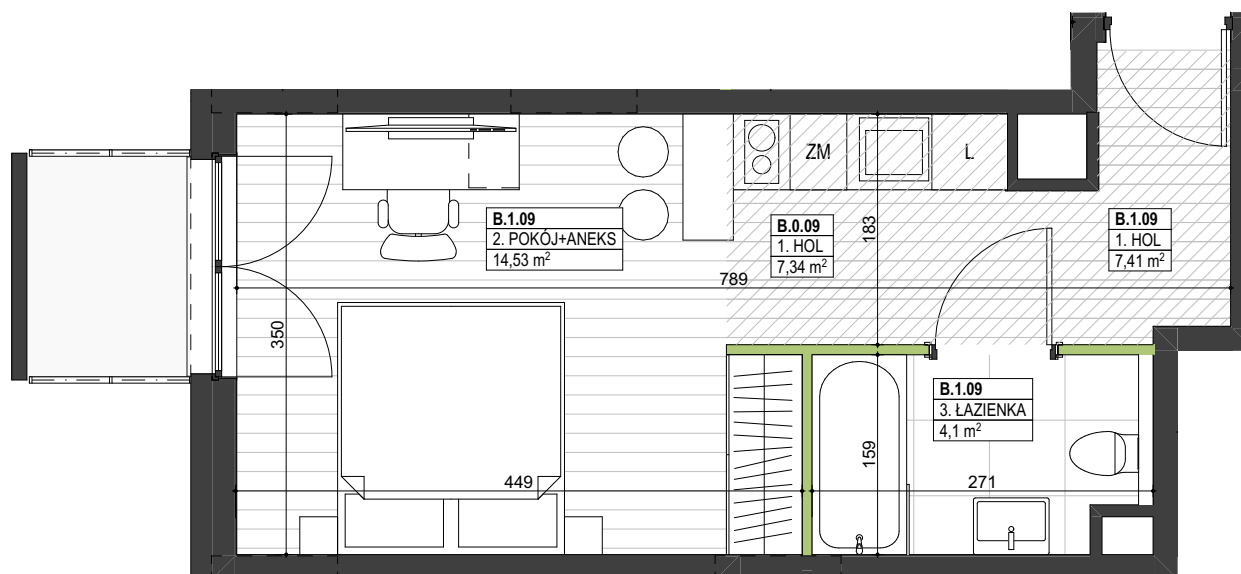 ZM
L
B.1.09
2. POKÓJ+ANEKS
14,53 m²
B.0.09
1. HOL
7,34 m²
183
B.1.09
1. HOL
7,41 m²
789
350
B.1.09
3. ŁAZIENKA
4,1 m²
159
449
271